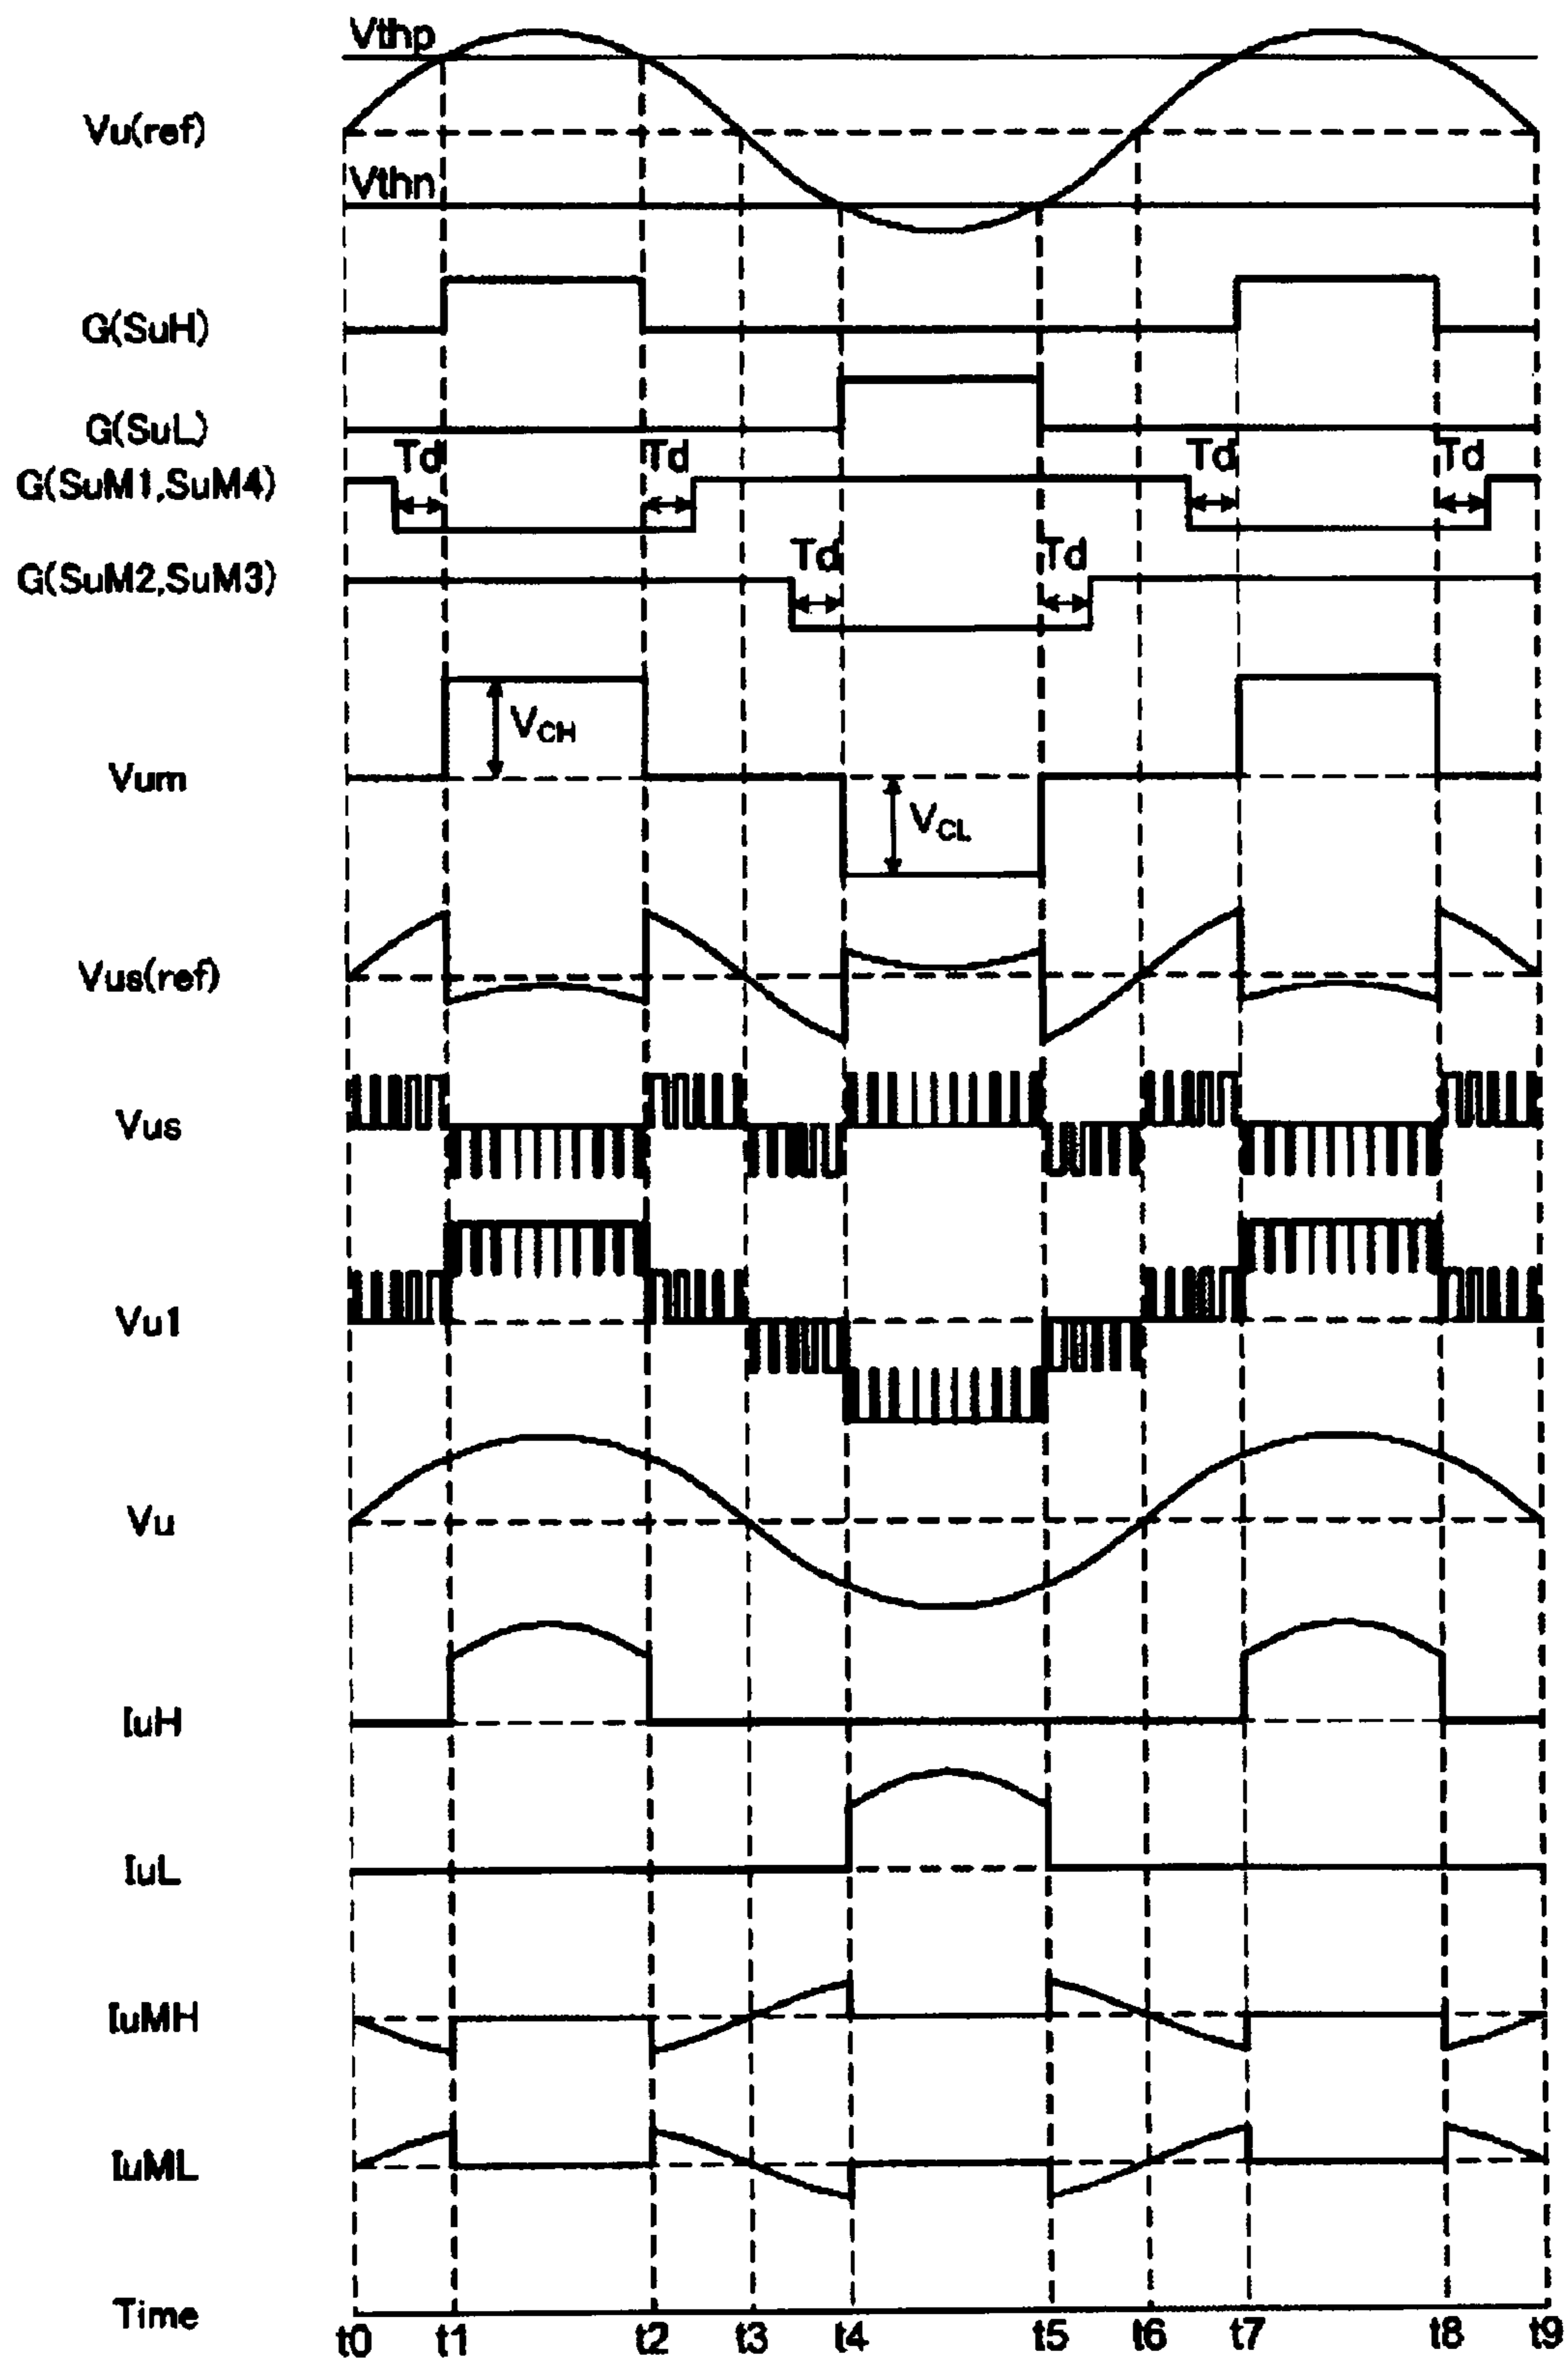 Vthp
Vu(ref)
Vthn
G(SuH)
G(SuL)
Td Td Td Td
G(SuM1,SuM4)
Td Td
G(SuM2,SuM3)
VCH
Vum
VCL
Vus(ref)
Vus
Vu1
Vu
IuH
IuL
IuMH
IuML
Time
t0 t1 t2 t3 t4 t5 t6 t7 t8 t9